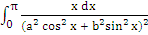 ∫₀^π x dx / (a² cos² x + b² sin² x)²